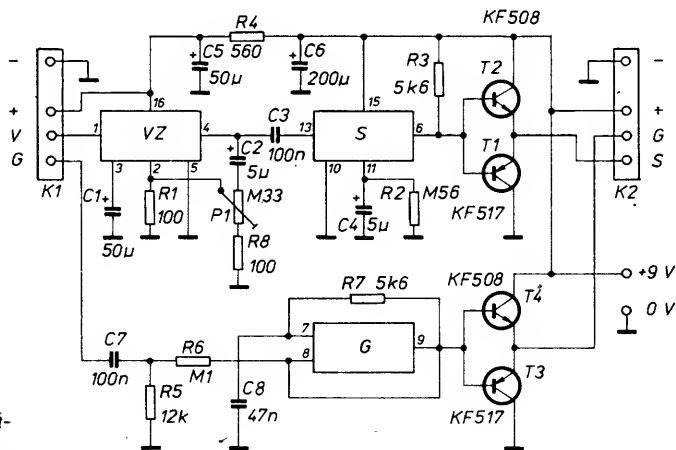 KF508
R4
560
C5
50µ
C6
200µ
R3
5k6
T2
-
+
V
G
K1
16
1
VZ
4
3
2
5
C3
100n
C2
5µ
15
13
S
6
10
11
T1
KF517
-
+
G
S
K2
C1
50µ
R1
100
P1
M33
R8
100
C4
5µ
R2
M56
+9 V
0 V
R7 5k6
KF508
T4
C7
100n
R6
M1
7
8
G
9
T3
R5
12k
C8
47n
KF517